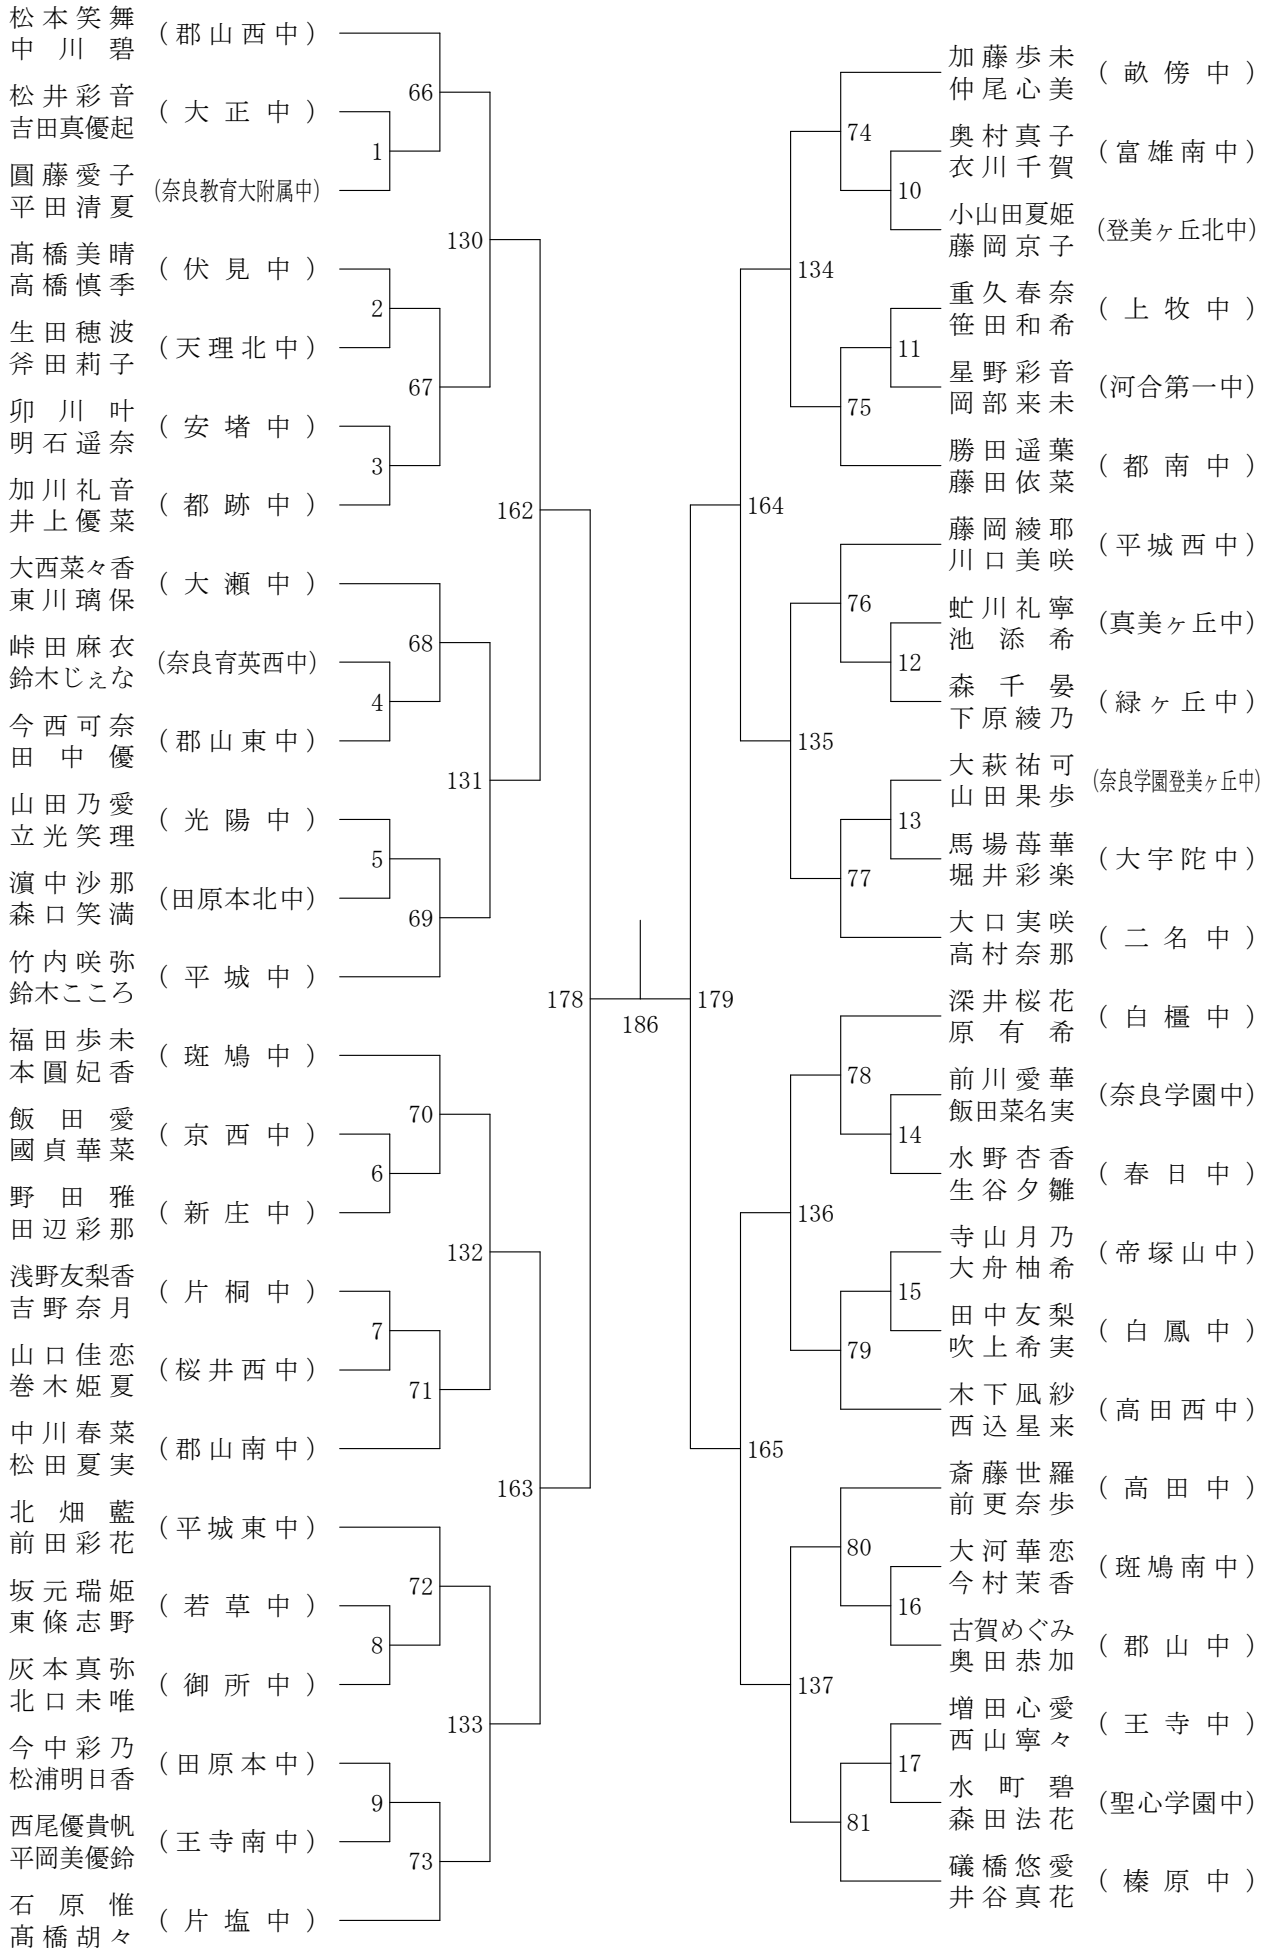 松本笑舞
中川碧
(郡山西中)
松井彩音
吉田真優起
(大正中)
圓藤愛子
平田清夏
(奈良教育大附属中)
髙橋美晴
高橋慎季
(伏見中)
生田穂波
斧田莉子
(天理北中)
卯川叶
明石遥奈
(安堵中)
加川礼音
井上優菜
(都跡中)
大西菜々香
東川璃保
(大瀬中)
峠田麻衣
鈴木じぇな
(奈良育英西中)
今西可奈
田中優
(郡山東中)
山田乃愛
立光笑理
(光陽中)
濵中沙那
森口笑満
(田原本北中)
竹内咲弥
鈴木こころ
(平城中)
福田歩未
本圓妃香
(斑鳩中)
飯田愛
國貞華菜
(京西中)
野田雅
田辺彩那
(新庄中)
浅野友梨香
吉野奈月
(片桐中)
山口佳恋
巻木姫夏
(桜井西中)
中川春菜
松田夏実
(郡山南中)
北畑藍
前田彩花
(平城東中)
坂元瑞姫
東條志野
(若草中)
灰本真弥
北口未唯
(御所中)
今中彩乃
松浦明日香
(田原本中)
西尾優貴帆
平岡美優鈴
(王寺南中)
石原惟
髙橋胡々
(片塩中)
1
2
3
4
5
6
7
8
9
66
67
68
69
70
71
72
73
130
131
132
133
162
163
178
186
179
164
165
134
135
136
137
74
75
76
77
78
79
80
81
10
11
12
13
14
15
16
17
加藤歩未
仲尾心美
(畝傍中)
奥村真子
衣川千賀
(富雄南中)
小山田夏姫
藤岡京子
(登美ヶ丘北中)
重久春奈
笹田和希
(上牧中)
星野彩音
岡部来未
(河合第一中)
勝田遥葉
藤田依菜
(都南中)
藤岡綾耶
川口美咲
(平城西中)
虻川礼寧
池添希
(真美ヶ丘中)
森千晏
下原綾乃
(緑ヶ丘中)
大萩祐可
山田果歩
(奈良学園登美ヶ丘中)
馬場苺華
堀井彩楽
(大宇陀中)
大口実咲
高村奈那
(二名中)
深井桜花
原有希
(白橿中)
前川愛華
飯田菜名実
(奈良学園中)
水野杏香
生谷夕雛
(春日中)
寺山月乃
大舟柚希
(帝塚山中)
田中友梨
吹上希実
(白鳳中)
木下凪紗
西込星来
(高田西中)
斎藤世羅
前更奈歩
(高田中)
大河華恋
今村茉香
(斑鳩南中)
古賀めぐみ
奥田恭加
(郡山中)
増田心愛
西山寧々
(王寺中)
水町碧
森田法花
(聖心学園中)
礒橋悠愛
井谷真花
(榛原中)